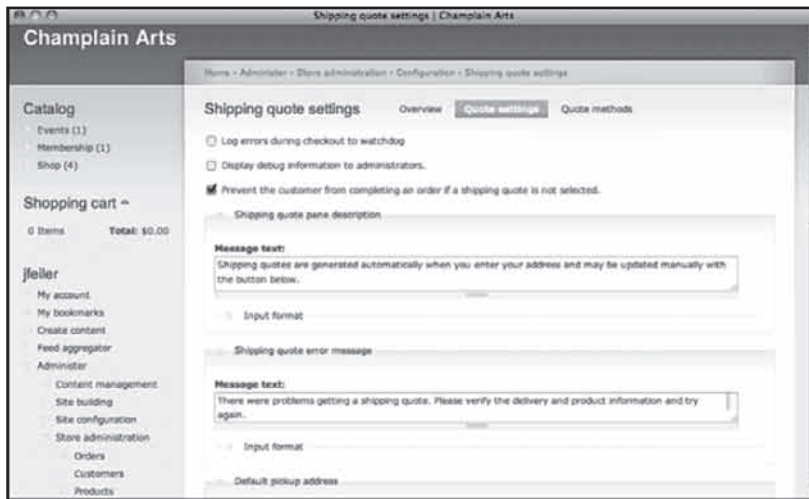 Shipping quote settings | Champlain Arts
Champlain Arts
Home › Administer › Store administration › Configuration › Shipping quote settings
Catalog
Events (1)
Membership (1)
Shop (4)
Shopping cart
0 Items Total: $0.00
jfeiler
My account
My bookmarks
Create content
Feed aggregator
Administer
Content management
Site building
Site configuration
Store administration
Orders
Customers
Products
Shipping quote settings
Overview Quote settings Quote methods
Log errors during checkout to watchdog
Display debug information to administrators.
Prevent the customer from completing an order if a shipping quote is not selected.
Shipping quote pane description
Message text:
Shipping quotes are generated automatically when you enter your address and may be updated manually with
the button below.
Input format
Shipping quote error message
Message text:
There were problems getting a shipping quote. Please verify the delivery and product information and try
again.
Input format
Default pickup address